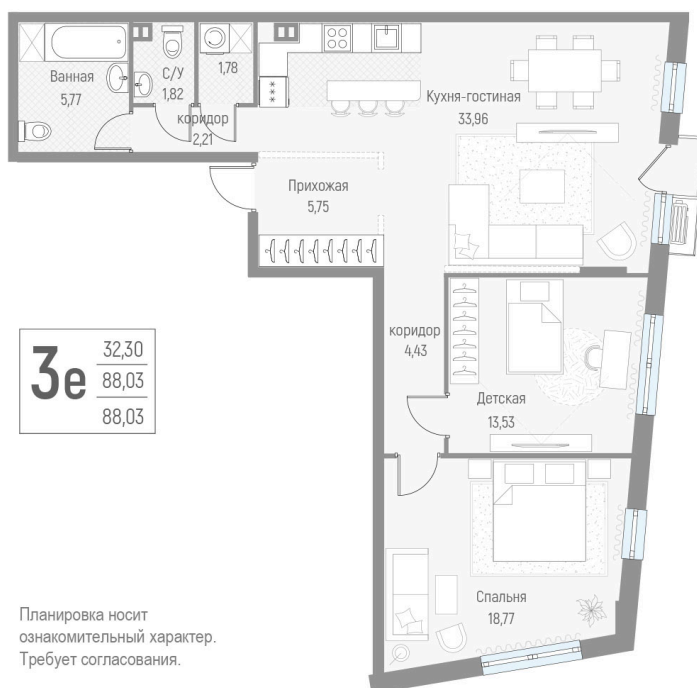 Ванная
5,77
С/У
1,82
1,78
коридор
2,21
Кухня-гостиная
33,96
Прихожая
5,75
коридор
4,43
Детская
13,53
3е
32,30
88,03
88,03
Спальня
18,77
Планировка носит
ознакомительный характер.
Требует согласования.